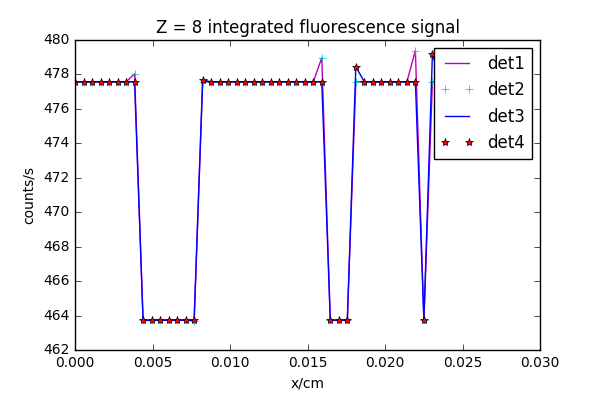 Z = 8 integrated fluorescence signal
480
478
476
474
472
470
468
466
464
462
counts/s
det1
det2
det3
det4
0.000
0.005
0.010
0.015
0.020
0.025
0.030
x/cm